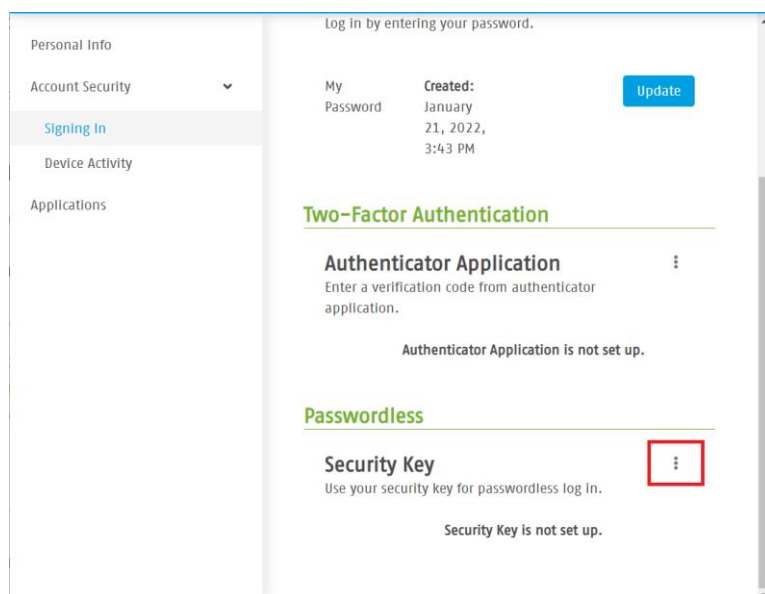 Personal Info
Account Security
Signing In
Device Activity
Applications
Log in by entering your password.
My
Password
Created:
January
21, 2022,
3:43 PM
Update
Two-Factor Authentication
Authenticator Application
Enter a verification code from authenticator
application.
Authenticator Application is not set up.
Passwordless
Security Key
Use your security key for passwordless log in.
Security Key is not set up.